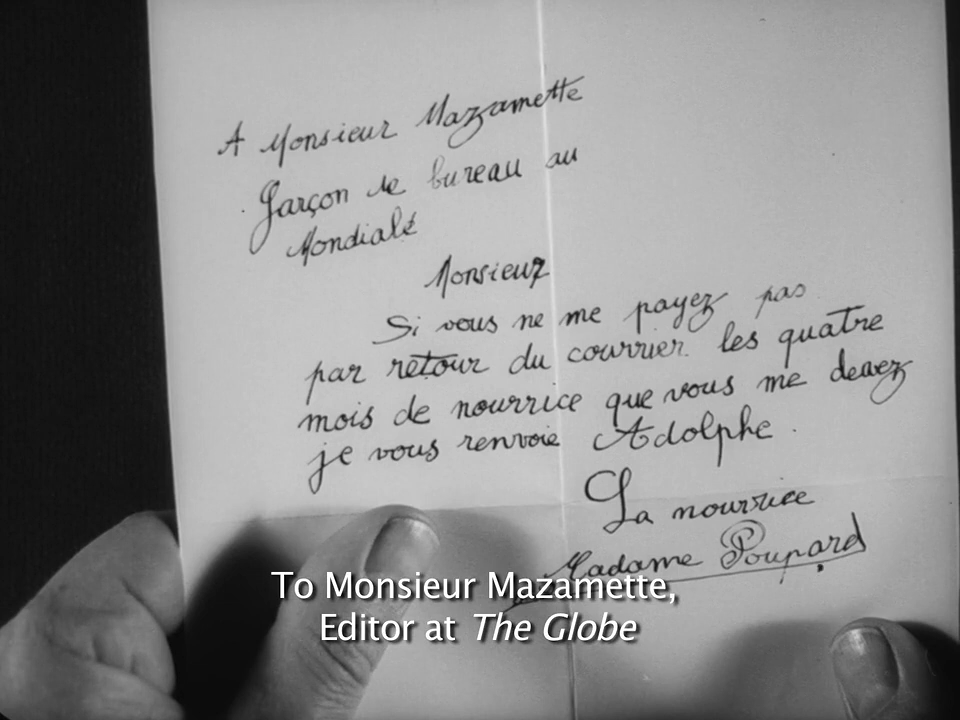 A Monsieur Mazamette
Garçon de bureau au
Mondiale
Monsieur
Si vous ne me payez pas
par retour du courrier les quatre
mois de nourrice que vous me devez
je vous renvoie Adolphe.
La nourrice
Madame Poupard
To Monsieur Mazamette,
Editor at The Globe